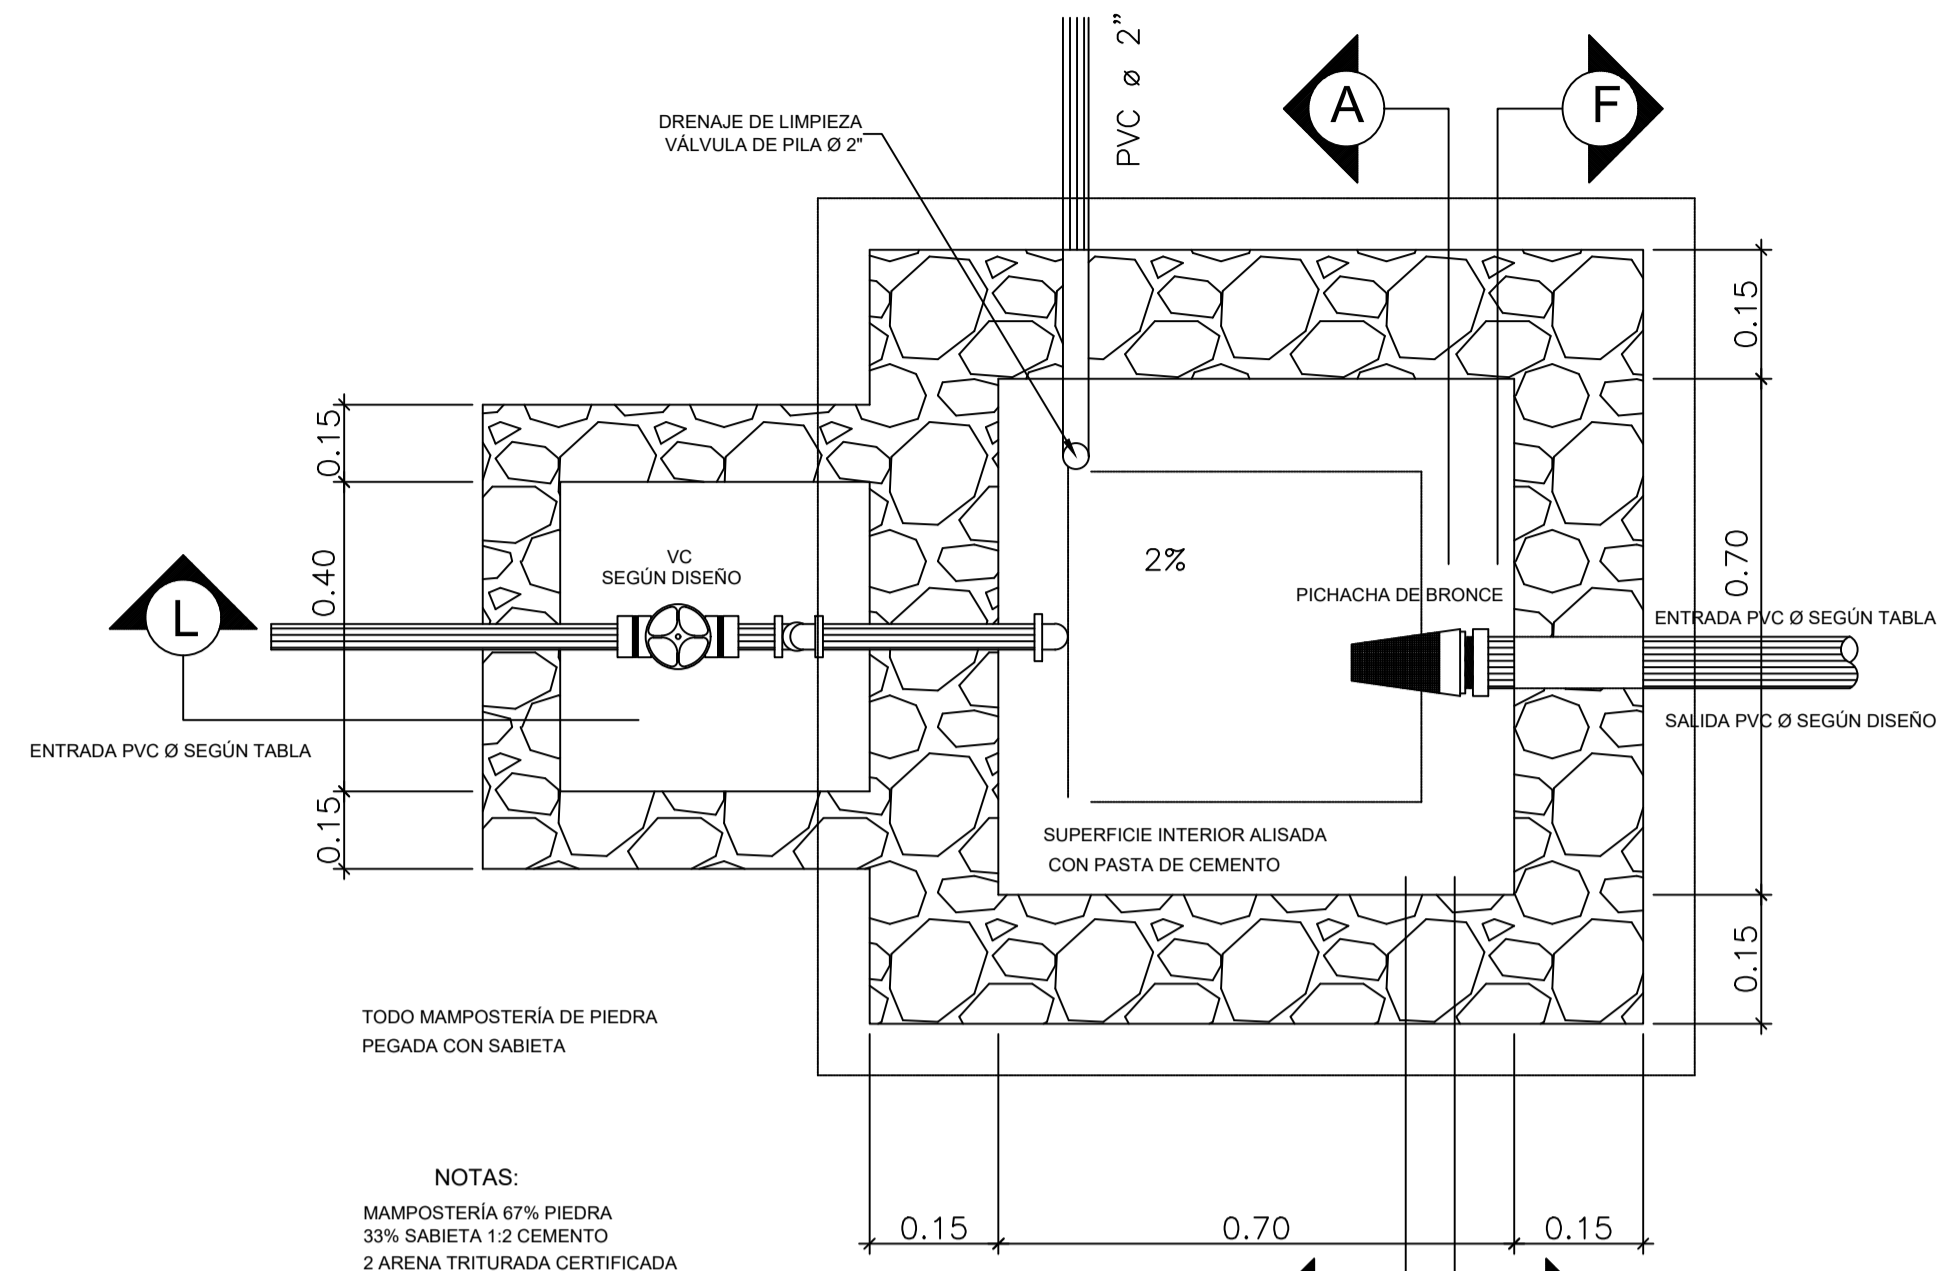 PVC ø 2"
DRENAJE DE LIMPIEZA
VÁLVULA DE PILA Ø 2"
A
F
0.15
0.15
0.40
0.15
VC
SEGÚN DISEÑO
2%
PICHACHA DE BRONCE
0.70
L
ENTRADA PVC Ø SEGÚN TABLA
ENTRADA PVC Ø SEGÚN TABLA
SALIDA PVC Ø SEGÚN DISEÑO
SUPERFICIE INTERIOR ALISADA
CON PASTA DE CEMENTO
0.15
TODO MAMPOSTERÍA DE PIEDRA
PEGADA CON SABIETA
NOTAS:
MAMPOSTERÍA 67% PIEDRA
33% SABIETA 1:2 CEMENTO
2 ARENA TRITURADA CERTIFICADA
0.15
0.70
0.15